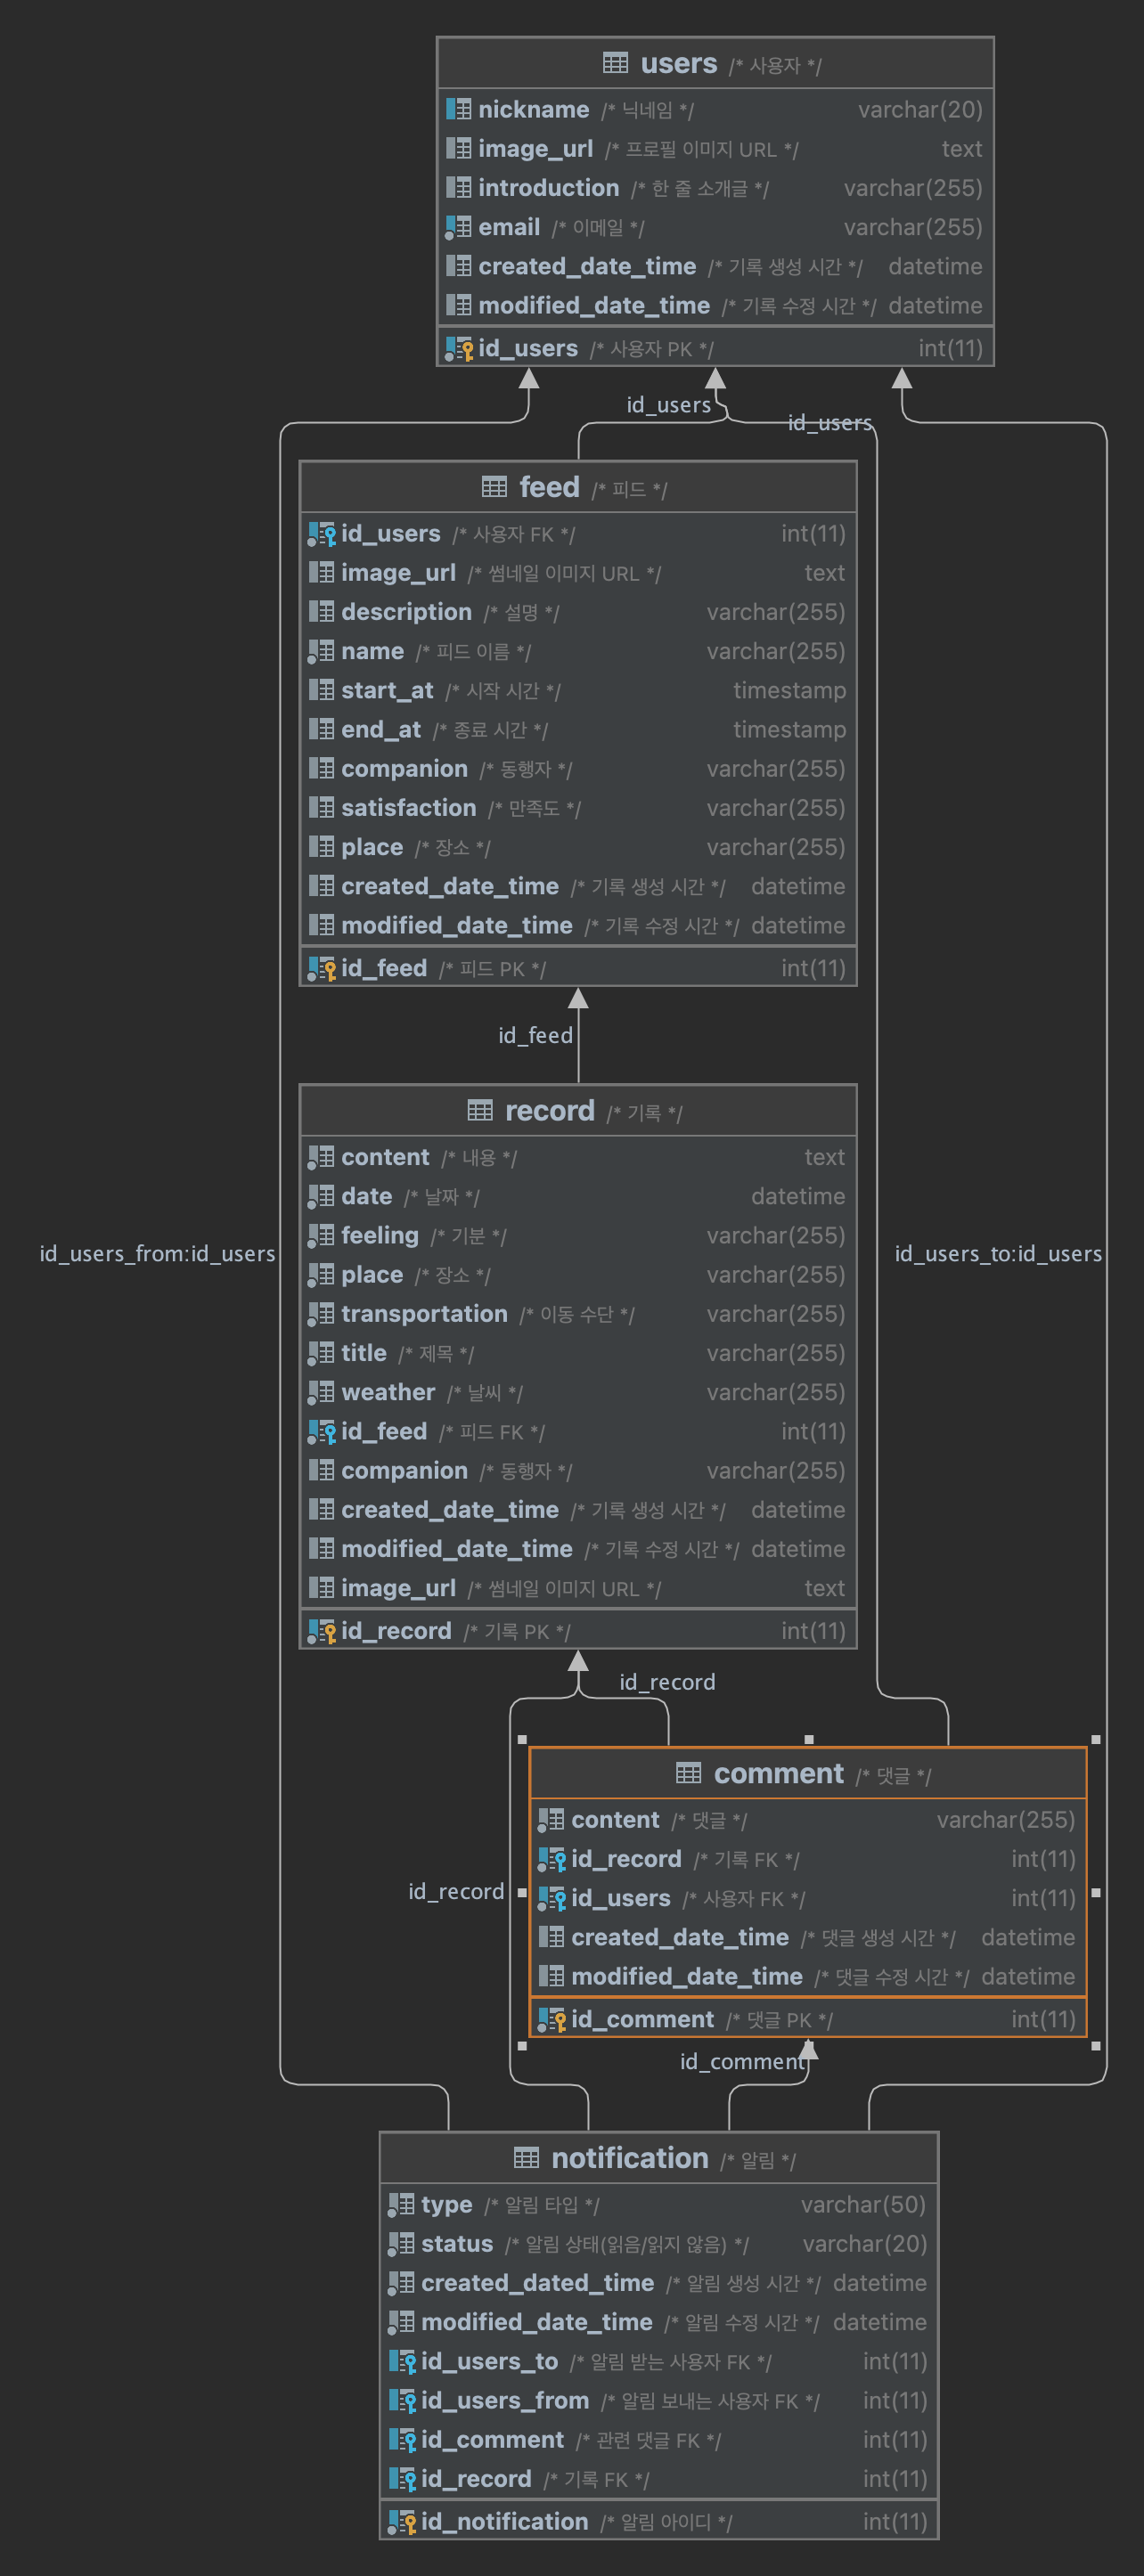 users /* 사용자 */
nickname /* 닉네임 */ varchar(20)
image_url /* 프로필 이미지 URL */ text
introduction /* 한 줄 소개글 */ varchar(255)
email /* 이메일 */ varchar(255)
created_date_time /* 기록 생성 시간 */ datetime
modified_date_time /* 기록 수정 시간 */ datetime
id_users /* 사용자 PK */ int(11)
id_users
id_users
feed /* 피드 */
id_users /* 사용자 FK */ int(11)
image_url /* 썸네일 이미지 URL */ text
description /* 설명 */ varchar(255)
name /* 피드 이름 */ varchar(255)
start_at /* 시작 시간 */ timestamp
end_at /* 종료 시간 */ timestamp
companion /* 동행자 */ varchar(255)
satisfaction /* 만족도 */ varchar(255)
place /* 장소 */ varchar(255)
created_date_time /* 기록 생성 시간 */ datetime
modified_date_time /* 기록 수정 시간 */ datetime
id_feed /* 피드 PK */ int(11)
id_feed
record /* 기록 */
content /* 내용 */ text
date /* 날짜 */ datetime
feeling /* 기분 */ varchar(255)
id_users_from:id_users
id_users_to:id_users
place /* 장소 */ varchar(255)
transportation /* 이동 수단 */ varchar(255)
title /* 제목 */ varchar(255)
weather /* 날씨 */ varchar(255)
id_feed /* 피드 FK */ int(11)
companion /* 동행자 */ varchar(255)
created_date_time /* 기록 생성 시간 */ datetime
modified_date_time /* 기록 수정 시간 */ datetime
image_url /* 썸네일 이미지 URL */ text
id_record /* 기록 PK */ int(11)
id_record
comment /* 댓글 */
content /* 댓글 */ varchar(255)
id_record /* 기록 FK */ int(11)
id_record
id_users /* 사용자 FK */ int(11)
created_date_time /* 댓글 생성 시간 */ datetime
modified_date_time /* 댓글 수정 시간 */ datetime
id_comment /* 댓글 PK */ int(11)
id_comment
notification /* 알림 */
type /* 알림 타입 */ varchar(50)
status /* 알림 상태(읽음/읽지 않음) */ varchar(20)
created_dated_time /* 알림 생성 시간 */ datetime
modified_date_time /* 알림 수정 시간 */ datetime
id_users_to /* 알림 받는 사용자 FK */ int(11)
id_users_from /* 알림 보내는 사용자 FK */ int(11)
id_comment /* 관련 댓글 FK */ int(11)
id_record /* 기록 FK */ int(11)
id_notification /* 알림 아이디 */ int(11)